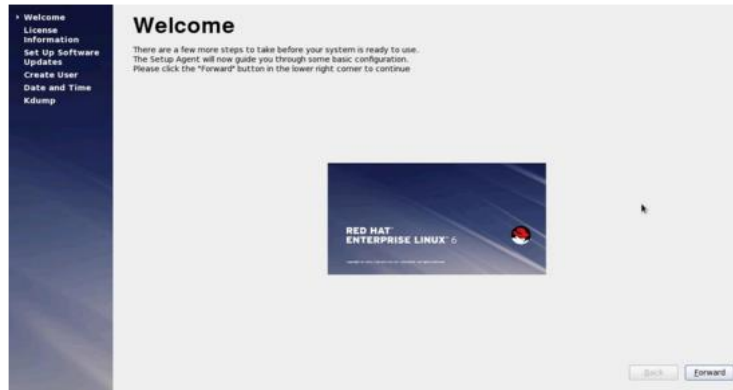 Welcome
License
Information
Set Up Software
Updates
Create User
Date and Time
Kdump
Welcome
There are a few more steps to take before your system is ready to use.
The Setup Agent will now guide you through some basic configuration.
Please click the "Forward" button in the lower right corner to continue
RED HAT
ENTERPRISE LINUX 6
Back
Forward